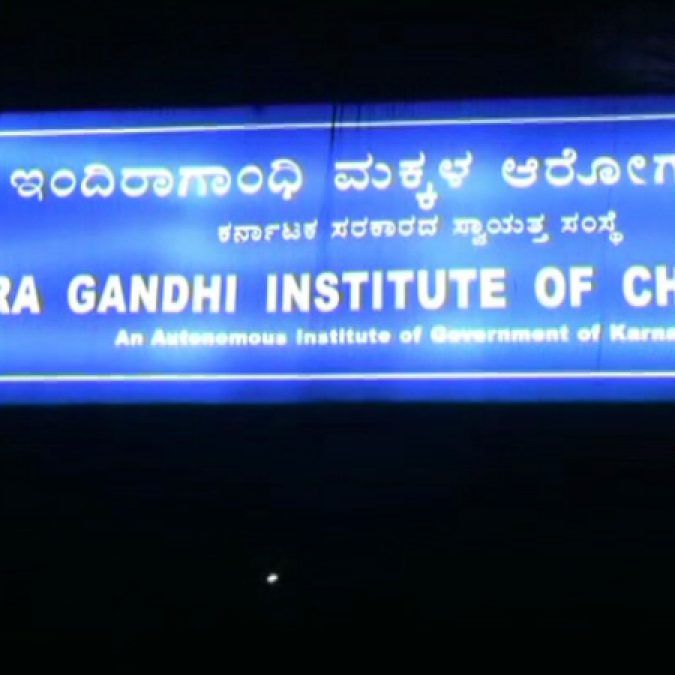 ಇಂದಿರಾಗಾಂಧಿ ಮಕ್ಕಳ ಆರೋಗ
ಕರ್ನಾಟಕ ಸರಕಾರದ ಸ್ವಾಯತ್ತ ಸಂಸ್ಥೆ
RA GANDHI INSTITUTE OF CH
An Autonomous Institute of Government of Karna